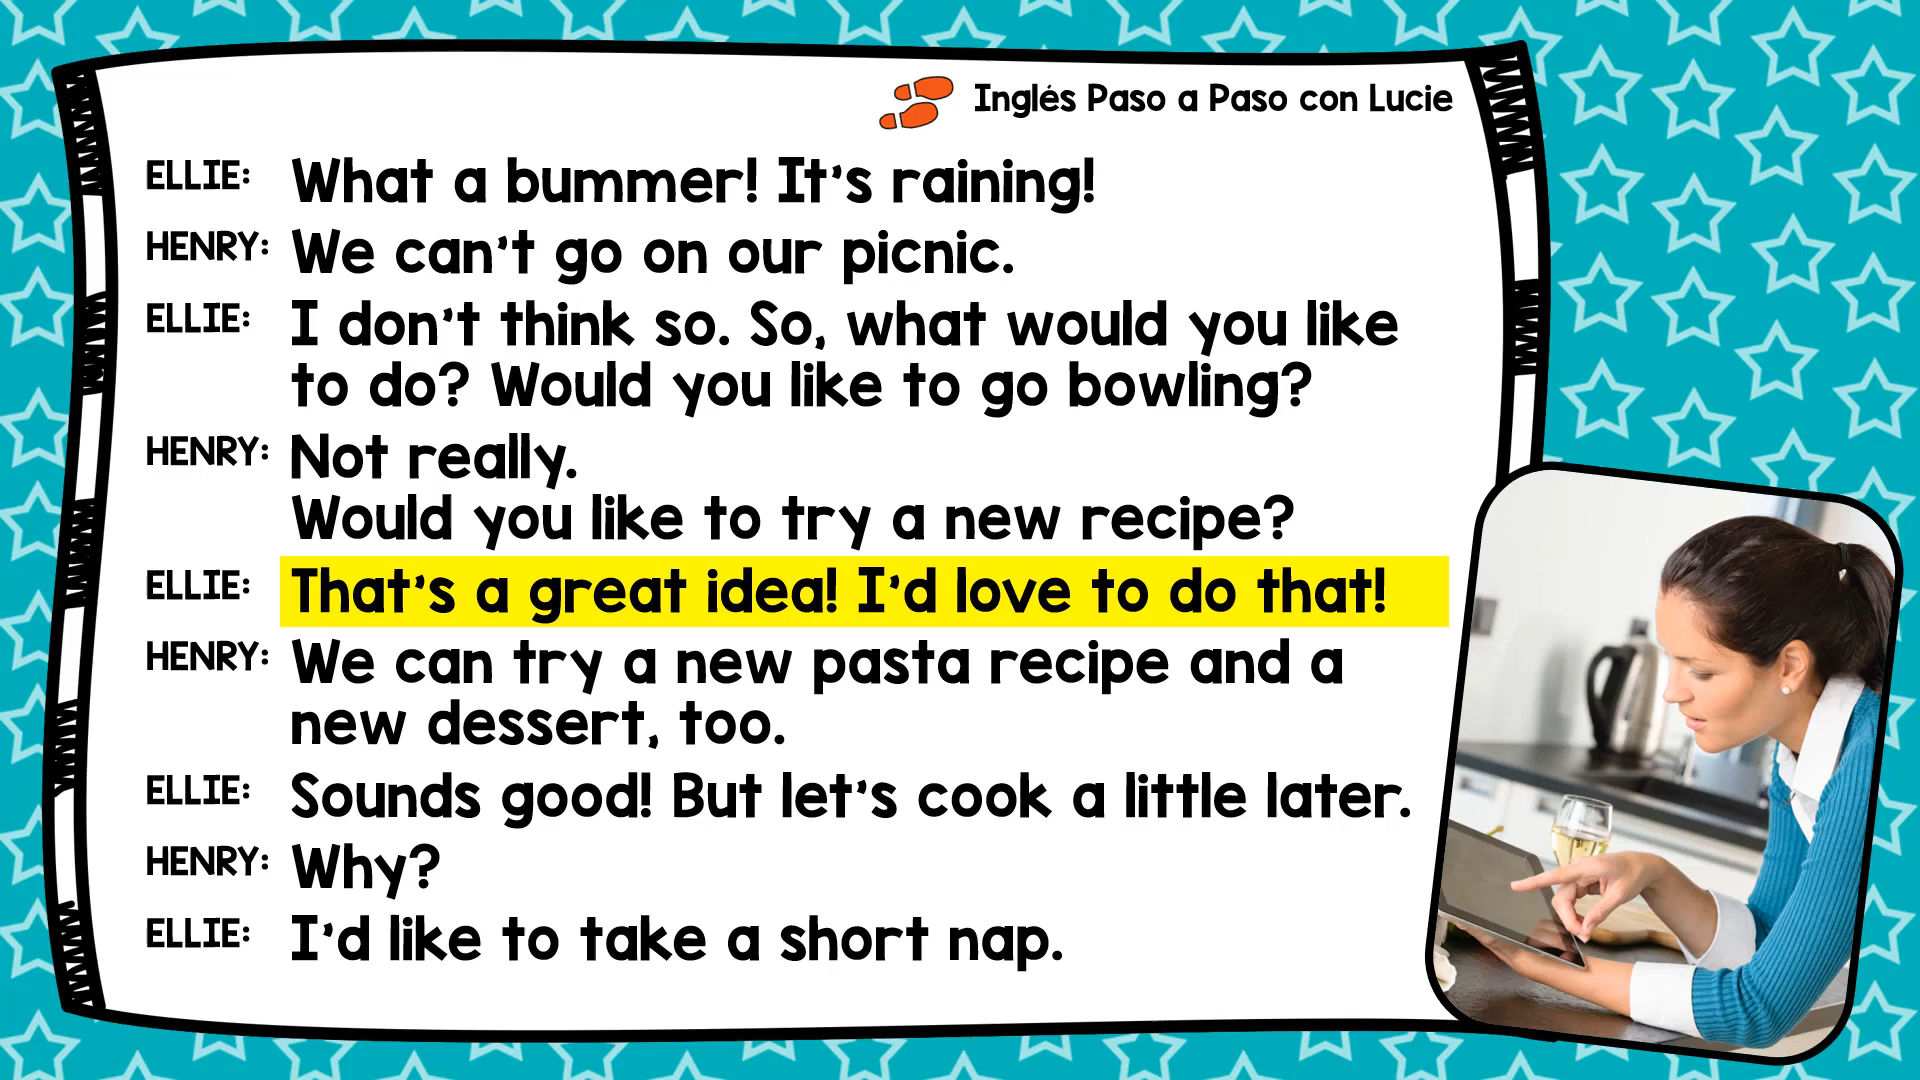 Inglés Paso a Paso con Lucie
ELLIE: What a bummer! It's raining!
HENRY: We can't go on our picnic.
ELLIE: I don't think so. So, what would you like
to do? Would you like to go bowling?
HENRY: Not really.
Would you like to try a new recipe?
ELLIE: That's a great idea! I'd love to do that!
HENRY: We can try a new pasta recipe and a
new dessert, too.
ELLIE: Sounds good! But let's cook a little later.
HENRY: Why?
ELLIE: I'd like to take a short nap.